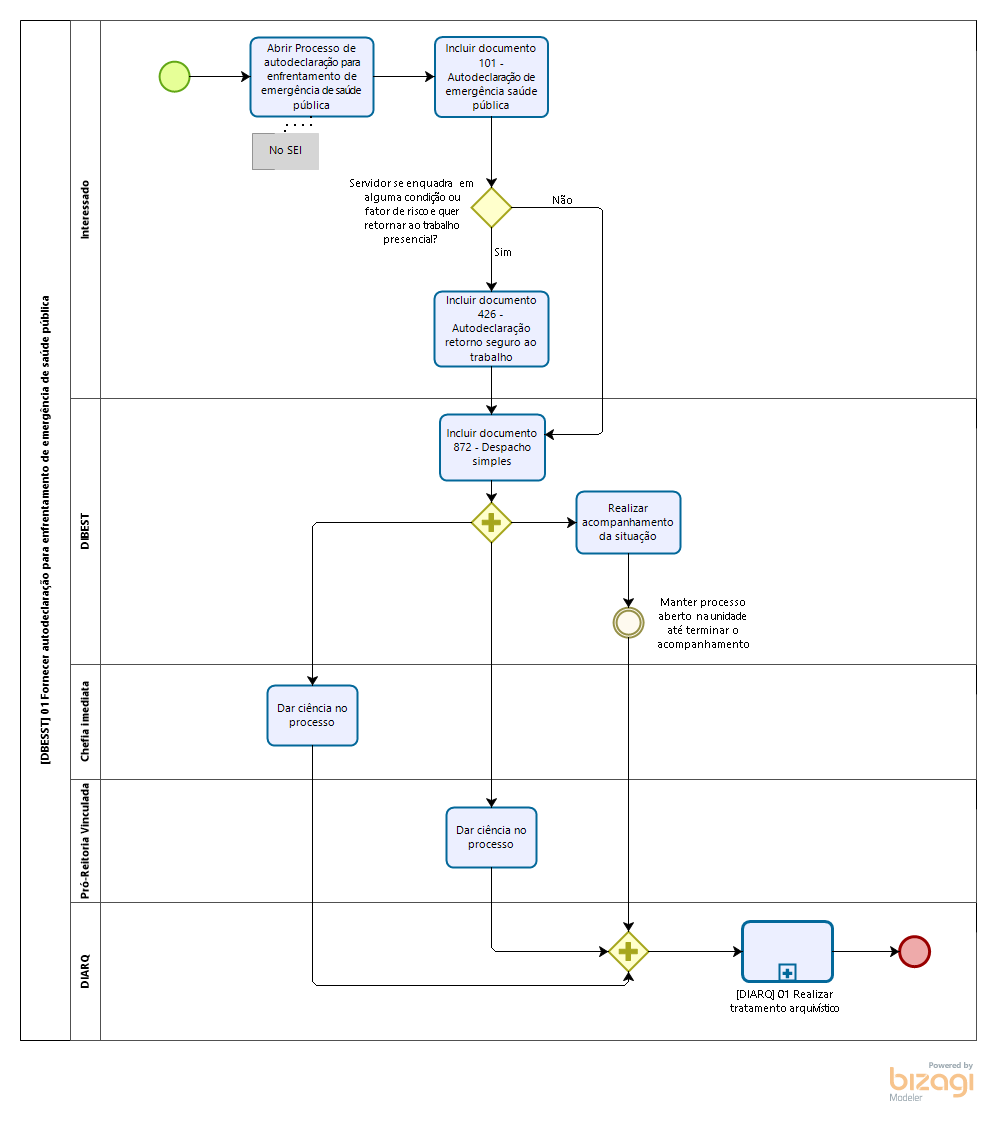 [DBESST] 01 Fornecer autodeclaração para enfrentamento de emergência de saúde pública
Interessado
Abrir Processo de
autodeclaração para
enfrentamento de
emergência de saúde
pública
No SEI
Incluir documento
101 -
Autodeclaração de
emergência saúde
pública
Servidor se enquadra em
alguma condição ou
fator de risco e quer
retornar ao trabalho
presencial?
Não
Sim
Incluir documento
426 -
Autodeclaração
retorno seguro ao
trabalho
DIBEST
Incluir documento
872 - Despacho
simples
Realizar
acompanhamento
da situação
Manter processo
aberto na unidade
até terminar o
acompanhamento
Chefia imediata
Dar ciência no
processo
Pró-Reitoria Vinculada
Dar ciência no
processo
DIARQ
[DIARQ] 01 Realizar
tratamento arquivístico
Powered by
bizagi
Modeler